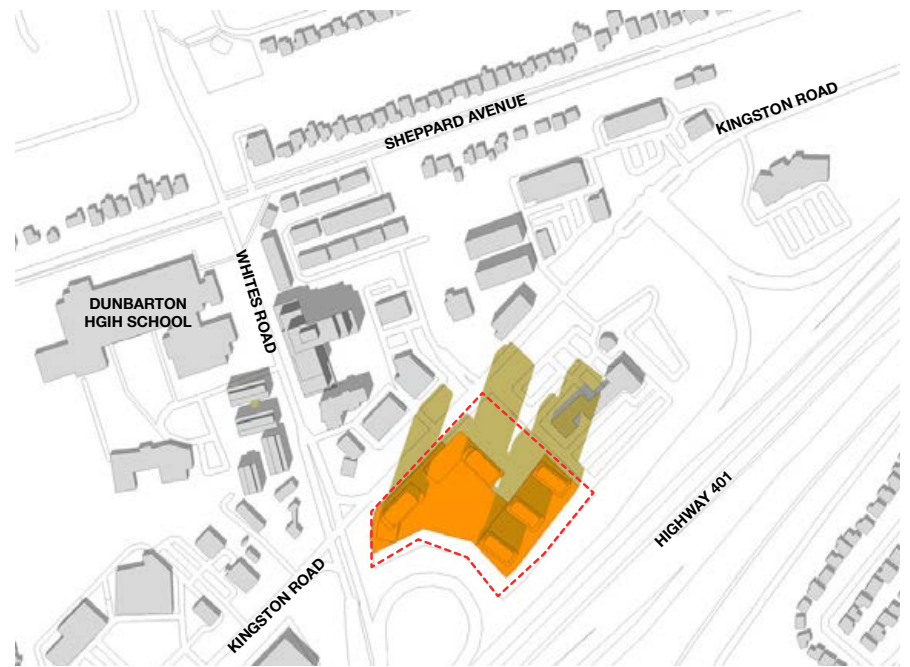 KINGSTON ROAD
SHEPPARD AVENUE
WHITES ROAD
DUNBARTON
HGIH SCHOOL
HIGHWAY 401
KINGSTON ROAD